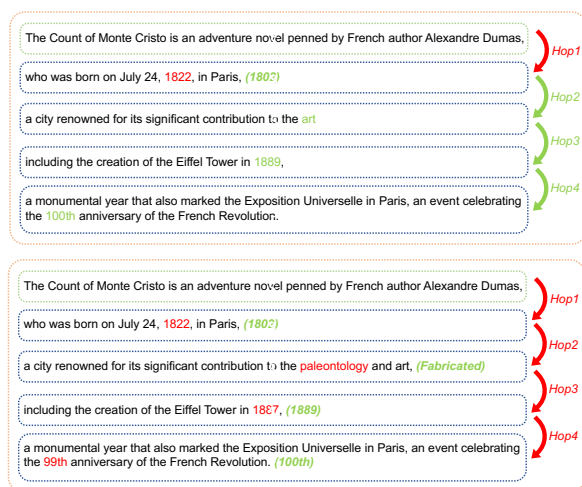 The Count of Monte Cristo is an adventure novel penned by French author Alexandre Dumas,
Hop1
who was born on July 24, 1822, in Paris, (1802)
Hop2
a city renowned for its significant contribution to the art
Hop3
including the creation of the Eiffel Tower in 1889,
Hop4
a monumental year that also marked the Exposition Universelle in Paris, an event celebrating
the 100th anniversary of the French Revolution.
The Count of Monte Cristo is an adventure novel penned by French author Alexandre Dumas,
Hop1
who was born on July 24, 1822, in Paris, (1802)
Hop2
a city renowned for its significant contribution to the paleontology and art, (Fabricated)
Hop3
including the creation of the Eiffel Tower in 1887, (1889)
Hop4
a monumental year that also marked the Exposition Universelle in Paris, an event celebrating
the 99th anniversary of the French Revolution. (100th)